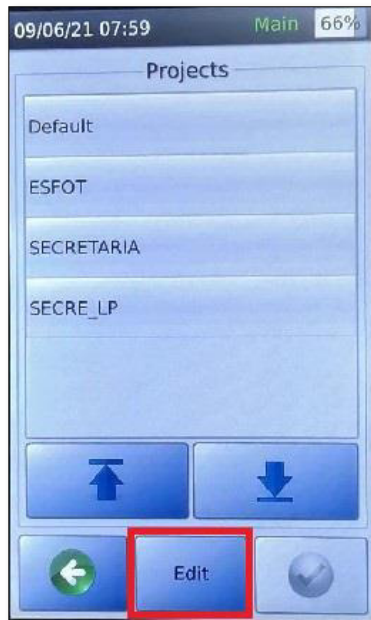 09/06/21 07:59 Main 66%
Projects
Default
ESFOT
SECRETARIA
SECRE_LP
Edit